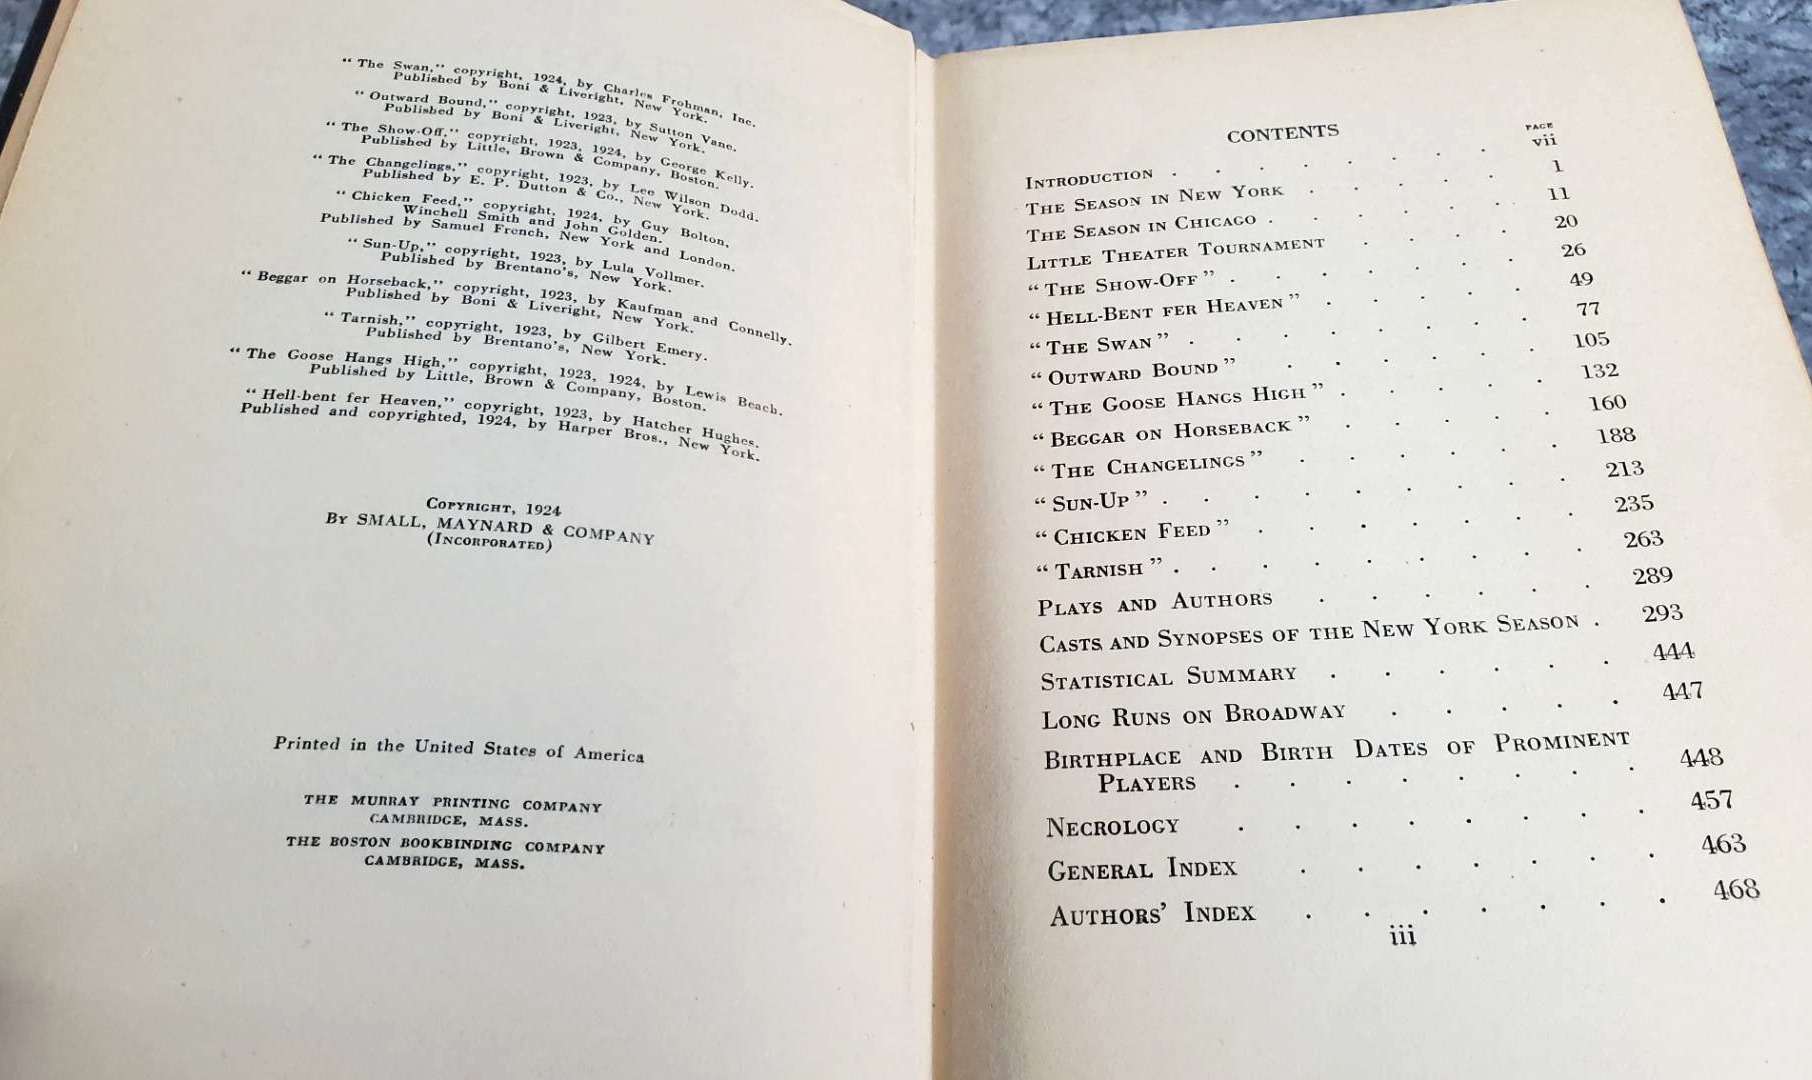 “ The Swan,” copyright, 1924, by Charles Frohman, Inc.
Published by Boni & Liveright, New York.
“ Outward Bound,” copyright, 1923, by Sutton Vane.
Published by Boni & Liveright, New York.
“ The Show-Off,” copyright, 1923, 1924, by George Kelly.
Published by Little, Brown & Company, Boston.
“ The Changelings,” copyright, 1923, by Lee Wilson Dodd.
Published by E. P. Dutton & Co., New York.
“ Chicken Feed,” copyright, 1924, by Guy Bolton,
Winchell Smith and John Golden.
Published by Samuel French, New York and London.
“ Sun-Up,” copyright, 1923, by Lula Vollmer.
Published by Brentano's, New York.
“ Beggar on Horseback,” copyright, 1923, by Kaufman and Connelly.
Published by Boni & Liveright, New York.
“ Tarnish,” copyright, 1923, by Gilbert Emery.
Published by Brentano's, New York.
“ The Goose Hangs High,” copyright, 1923, 1924, by Lewis Beach.
Published by Little, Brown & Company, Boston.
“ Hell-bent fer Heaven,” copyright, 1923, by Hatcher Hughes.
Published and copyrighted, 1924, by Harper Bros., New York.
Copyright, 1924
By SMALL, MAYNARD & COMPANY
(Incorporated)
Printed in the United States of America
THE MURRAY PRINTING COMPANY
CAMBRIDGE, MASS.
THE BOSTON BOOKBINDING COMPANY
CAMBRIDGE, MASS.
CONTENTS
PAGE
Introduction . . . . . . . vii
The Season in New York . . . . . 1
The Season in Chicago . . . . . . 11
Little Theater Tournament . . . . 20
“ The Show-Off ” . . . . . . . 26
“ Hell-Bent fer Heaven ” . . . . . 49
“ The Swan ” . . . . . . . . 77
“ Outward Bound ” . . . . . . 105
“ The Goose Hangs High ” . . . . . 132
“ Beggar on Horseback ” . . . . . 160
“ The Changelings ” . . . . . . 188
“ Sun-Up ” . . . . . . . . 213
“ Chicken Feed ” . . . . . . . 235
“ Tarnish ” . . . . . . . . 263
Plays and Authors . . . . . . 289
Casts and Synopses of the New York Season . 293
Statistical Summary . . . . . . 444
Long Runs on Broadway . . . . . 447
Birthplace and Birth Dates of Prominent
Players . . . . . . . . 448
Necrology . . . . . . . . 457
General Index . . . . . . . 463
Authors' Index . . . . . . . 468
iii